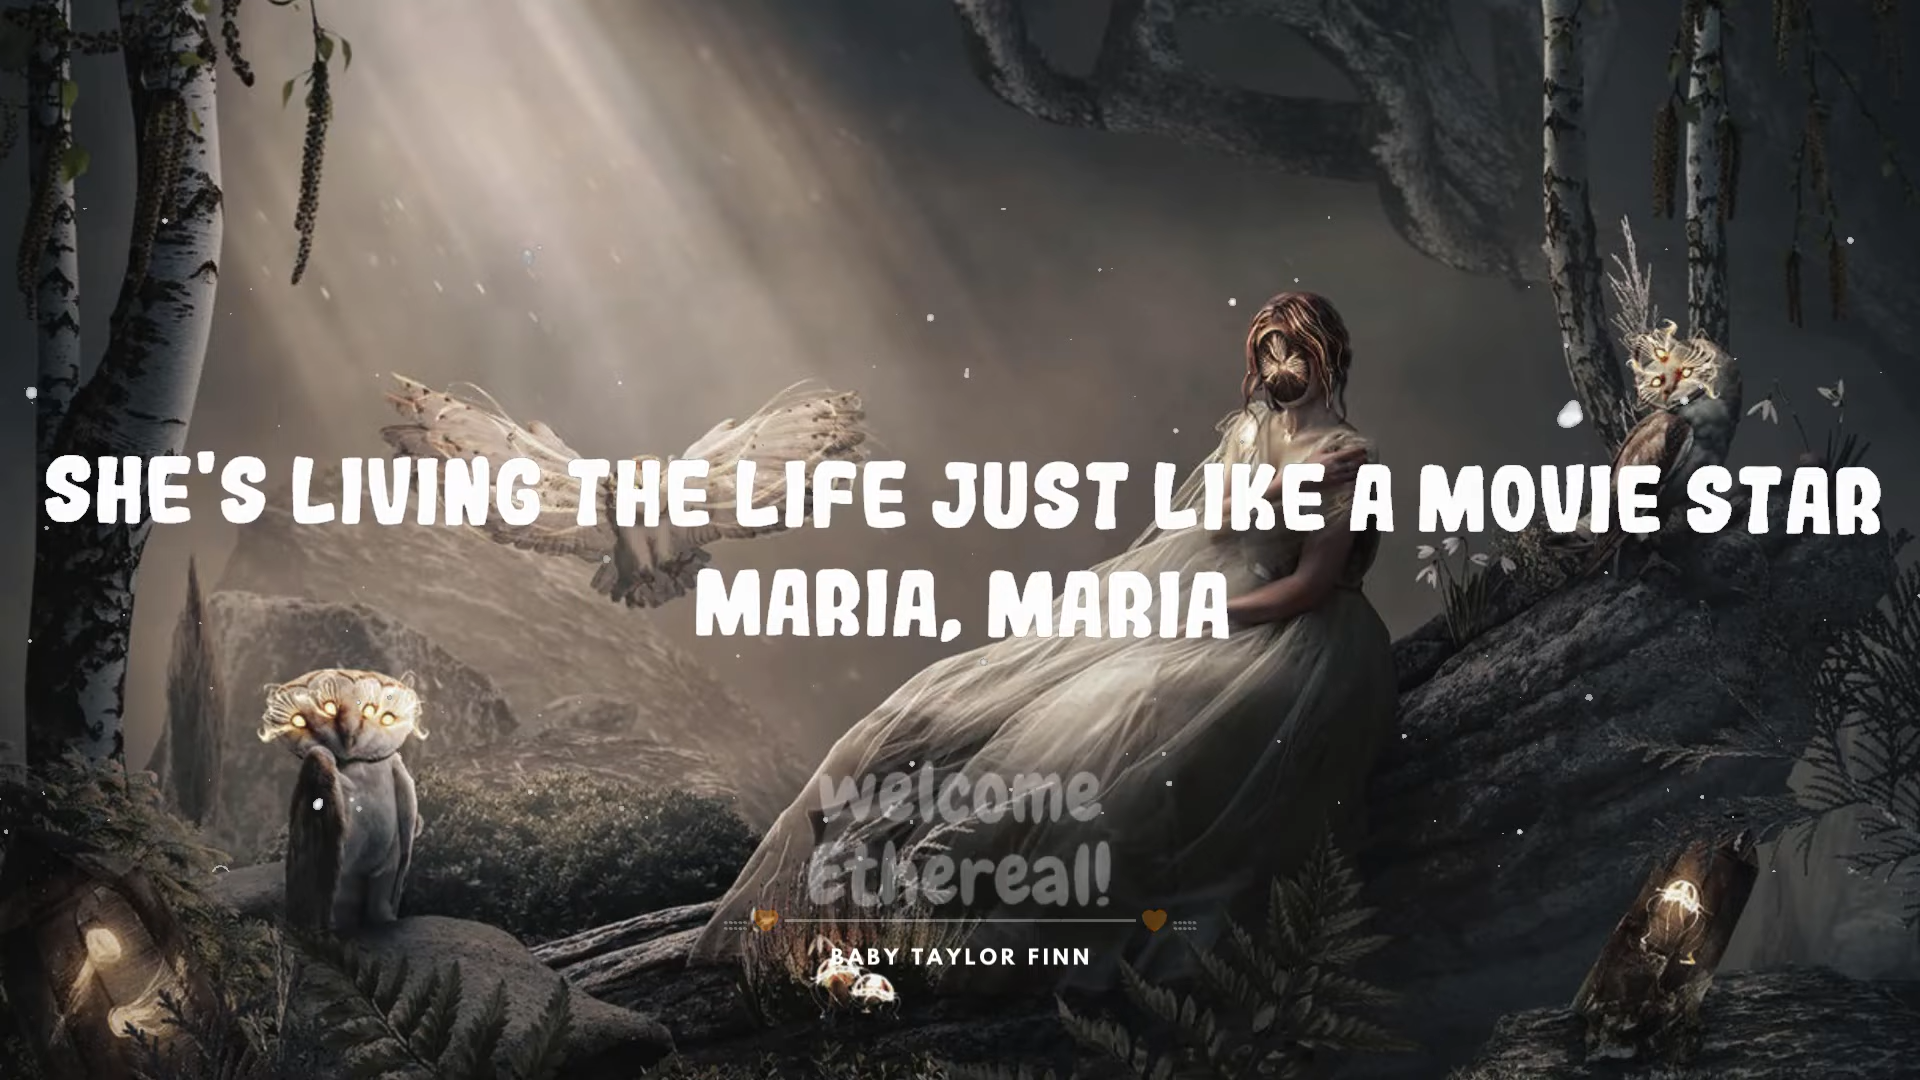 SHE'S LIVING THE LIFE JUST LIKE A MOVIE STAR
MARIA, MARIA
welcome
Ethereal!
BABY TAYLOR FINN